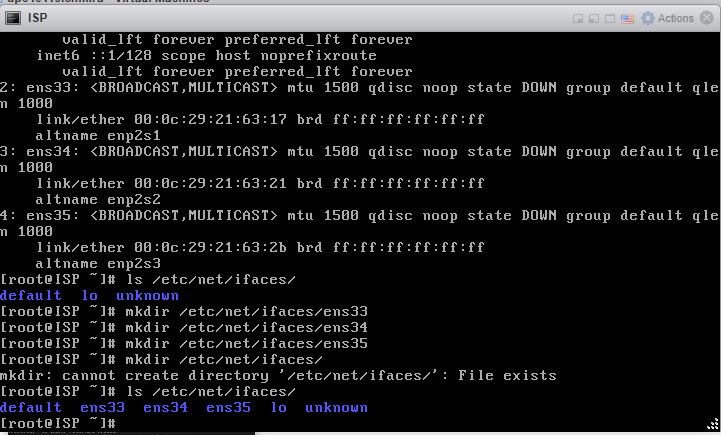 ISP
Actions
valid_lft forever preferred_lft forever
inet6 ::1/128 scope host noprefixroute
valid_lft forever preferred_lft forever
2: ens33: <BROADCAST,MULTICAST> mtu 1500 qdisc noop state DOWN group default qle
n 1000
link/ether 00:0c:29:21:63:17 brd ff:ff:ff:ff:ff:ff
altname enp2s1
3: ens34: <BROADCAST,MULTICAST> mtu 1500 qdisc noop state DOWN group default qle
n 1000
link/ether 00:0c:29:21:63:21 brd ff:ff:ff:ff:ff:ff
altname enp2s2
4: ens35: <BROADCAST,MULTICAST> mtu 1500 qdisc noop state DOWN group default qle
n 1000
link/ether 00:0c:29:21:63:2b brd ff:ff:ff:ff:ff:ff
altname enp2s3
[root@ISP ~]# ls /etc/net/ifaces/
default lo unknown
[root@ISP ~]# mkdir /etc/net/ifaces/ens33
[root@ISP ~]# mkdir /etc/net/ifaces/ens34
[root@ISP ~]# mkdir /etc/net/ifaces/ens35
[root@ISP ~]# mkdir /etc/net/ifaces/
mkdir: cannot create directory '/etc/net/ifaces/': File exists
[root@ISP ~]# ls /etc/net/ifaces/
default ens33 ens34 ens35 lo unknown
[root@ISP ~]#